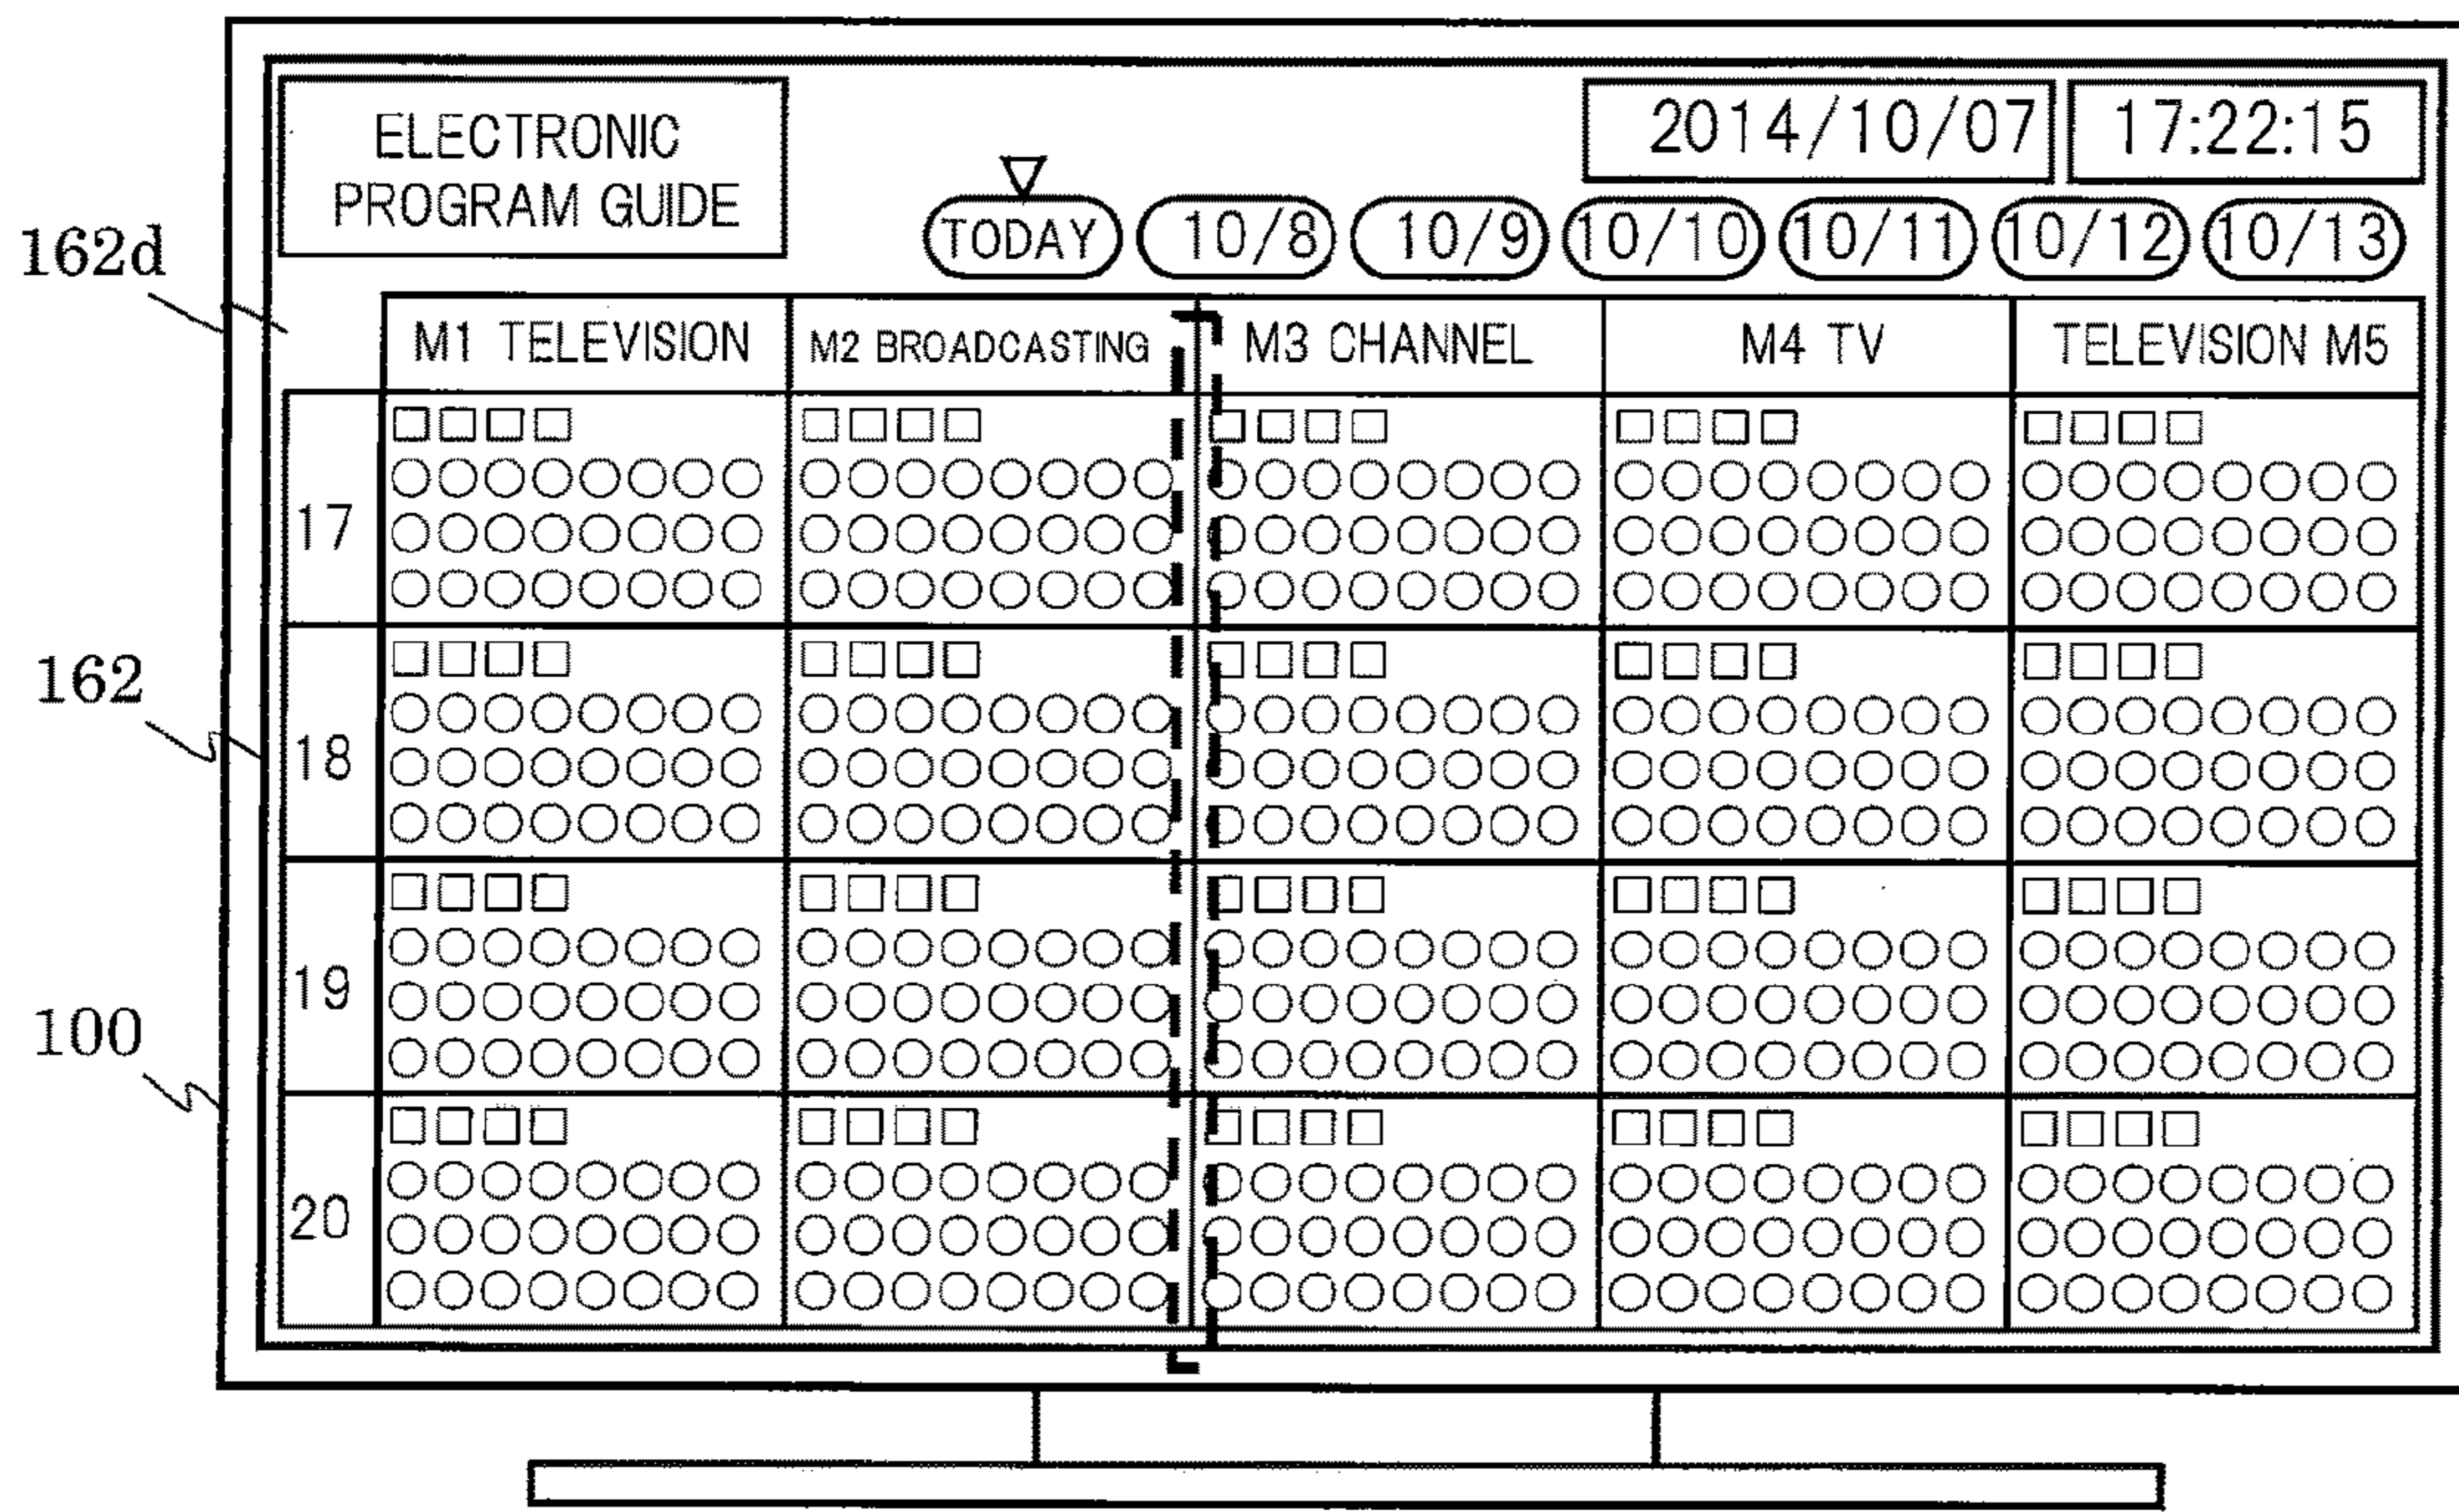 ELECTRONIC
PROGRAM GUIDE
2014/10/07 17:22:15
TODAY 10/8 10/9 10/10 10/11 10/12 10/13
162d
M1 TELEVISION M2 BROADCASTING M3 CHANNEL M4 TV TELEVISION M5
17
□□□□ □□□□ □□□□ □□□□ □□□□
○○○○○○○○ ○○○○○○○○ ○○○○○○○○ ○○○○○○○○ ○○○○○○○○
○○○○○○○○ ○○○○○○○○ ○○○○○○○○ ○○○○○○○○ ○○○○○○○○
○○○○○○○○ ○○○○○○○○ ○○○○○○○○ ○○○○○○○○ ○○○○○○○○
162
18
□□□□ □□□□ □□□□ □□□□ □□□□
○○○○○○○○ ○○○○○○○○ ○○○○○○○○ ○○○○○○○○ ○○○○○○○○
○○○○○○○○ ○○○○○○○○ ○○○○○○○○ ○○○○○○○○ ○○○○○○○○
○○○○○○○○ ○○○○○○○○ ○○○○○○○○ ○○○○○○○○ ○○○○○○○○
19
□□□□ □□□□ □□□□ □□□□ □□□□
○○○○○○○○ ○○○○○○○○ ○○○○○○○○ ○○○○○○○○ ○○○○○○○○
○○○○○○○○ ○○○○○○○○ ○○○○○○○○ ○○○○○○○○ ○○○○○○○○
○○○○○○○○ ○○○○○○○○ ○○○○○○○○ ○○○○○○○○ ○○○○○○○○
100
20
□□□□ □□□□ □□□□ □□□□ □□□□
○○○○○○○○ ○○○○○○○○ ○○○○○○○○ ○○○○○○○○ ○○○○○○○○
○○○○○○○○ ○○○○○○○○ ○○○○○○○○ ○○○○○○○○ ○○○○○○○○
○○○○○○○○ ○○○○○○○○ ○○○○○○○○ ○○○○○○○○ ○○○○○○○○